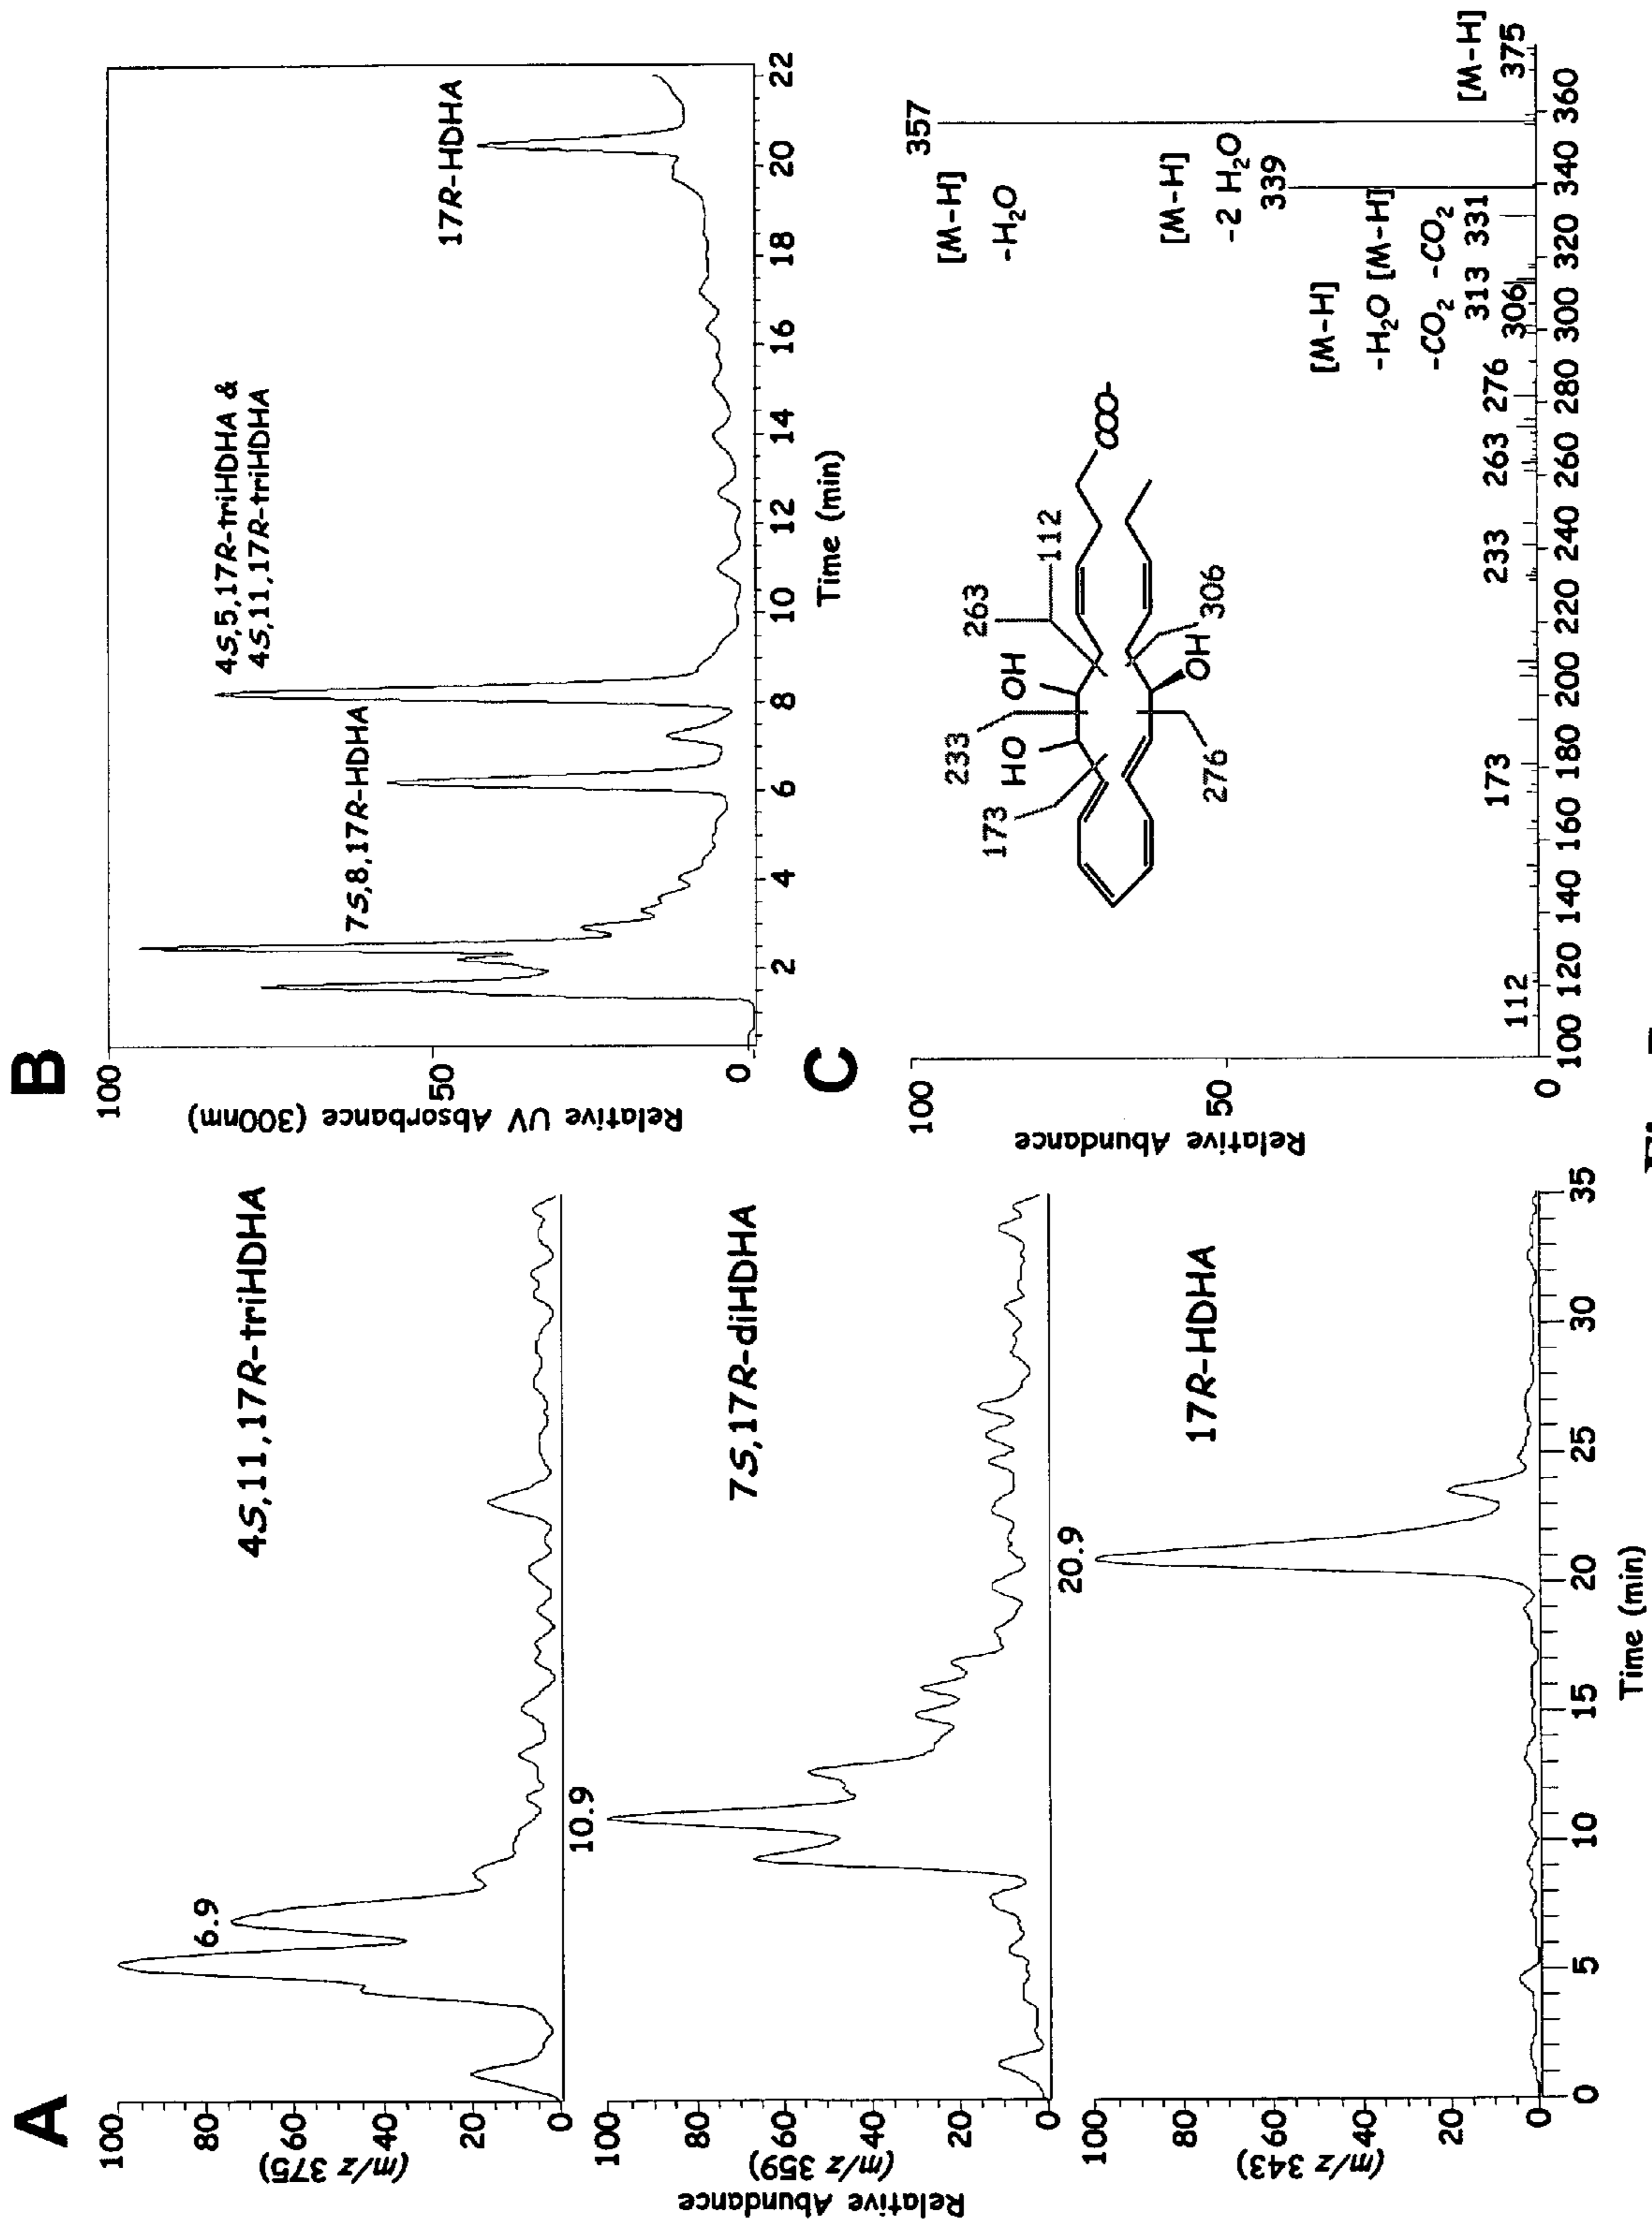 A
4S,11,17R-triHDHA
(m/z 375)
100
80
60
40
20
0
6.9
7S,17R-diHDHA
Relative Abundance
(m/z 359)
100
80
60
40
20
0
10.9
17R-HDHA
(m/z 343)
100
80
60
40
20
0
20.9
0 5 10 15 20 25 30 35
Time (min)
B
Relative UV Absorbance (300nm)
100
50
0
7S,8,17R-HDHA
4S,5,17R-triHDHA &
4S,11,17R-triHDHA
17R-HDHA
2 4 6 8 10 12 14 16 18 20 22
Time (min)
C
Relative Abundance
100
50
0
357
[M-H]
-H2O
[M-H]
-2 H2O
339
[M-H]
-H2O [M-H]
-CO2 -CO2
313 331
306
[M-H]
375
263
112
233
HO OH
173
COO-
OH
306
276
112 173 233 263 276
100 120 140 160 180 200 220 240 260 280 300 320 340 360